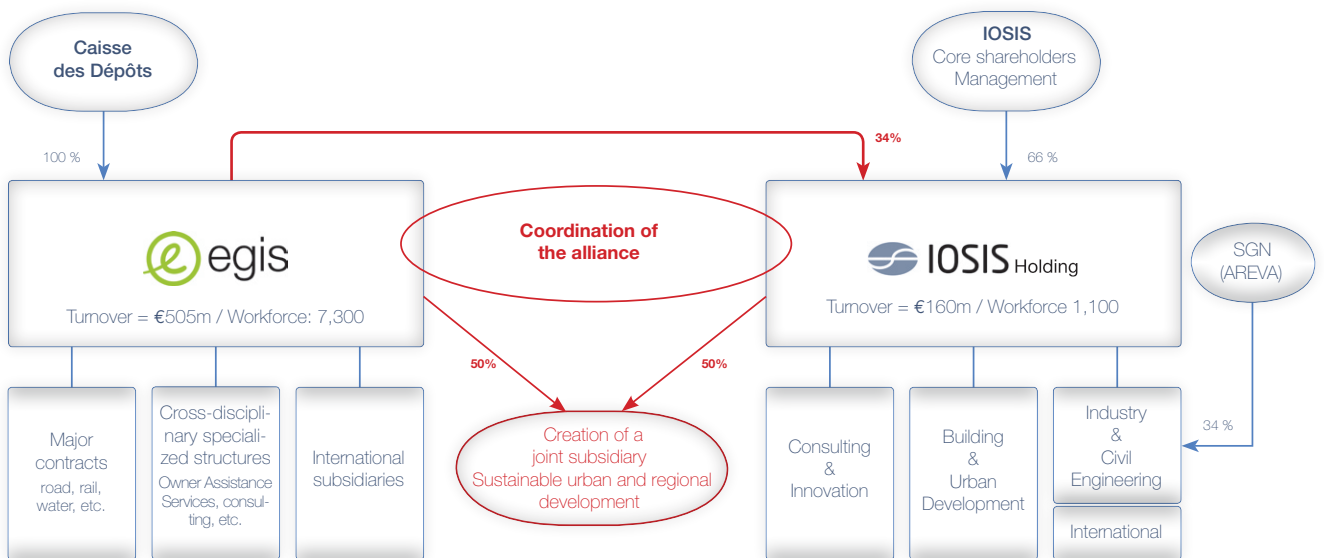 Caisse
des Dépôts
IOSIS
Core shareholders
Management
100 %
34%
66 %
egis
Turnover = €505m / Workforce: 7,300
Coordination of
the alliance
IOSIS Holding
Turnover = €160m / Workforce 1,100
SGN
(AREVA)
50%
50%
34 %
Major
contracts
road, rail,
water, etc.
Cross-discipli-
nary speciali-
zed structures
Owner Assistance
Services, consul-
ting, etc.
International
subsidiaries
Creation of a
joint subsidiary
Sustainable urban and regional
development
Consulting
&
Innovation
Building
&
Urban
Development
Industry
&
Civil
Engineering
International